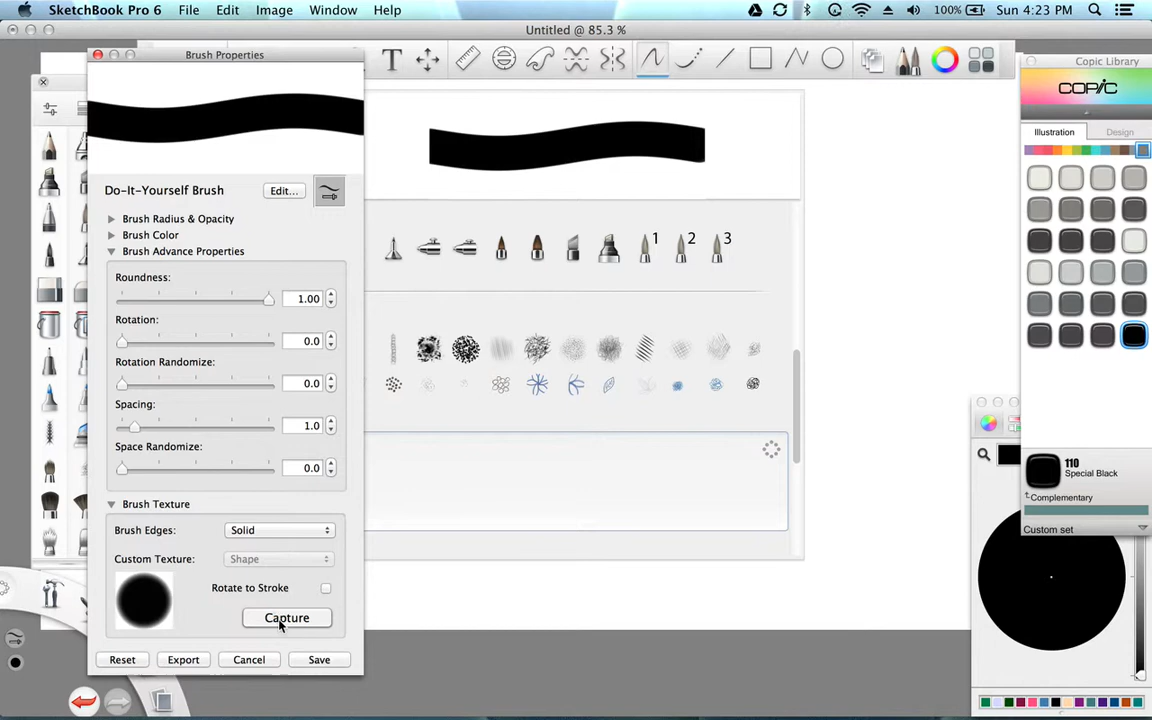 SketchBook Pro 6 File Edit Image Window Help 100% Sun 4:23 PM
Untitled @ 85.3 %
Brush Properties
T
Copic Library
COPIC
Illustration Design
Do-It-Yourself Brush Edit...
Brush Radius & Opacity
Brush Color
Brush Advance Properties
1 2 3
Roundness:
1.00
Rotation:
0.0
Rotation Randomize:
0.0
Spacing:
1.0
Space Randomize:
0.0
110
Special Black
Complementary
Custom set
Brush Texture
Brush Edges: Solid
Custom Texture: Shape
Rotate to Stroke
Capture
Reset Export Cancel Save